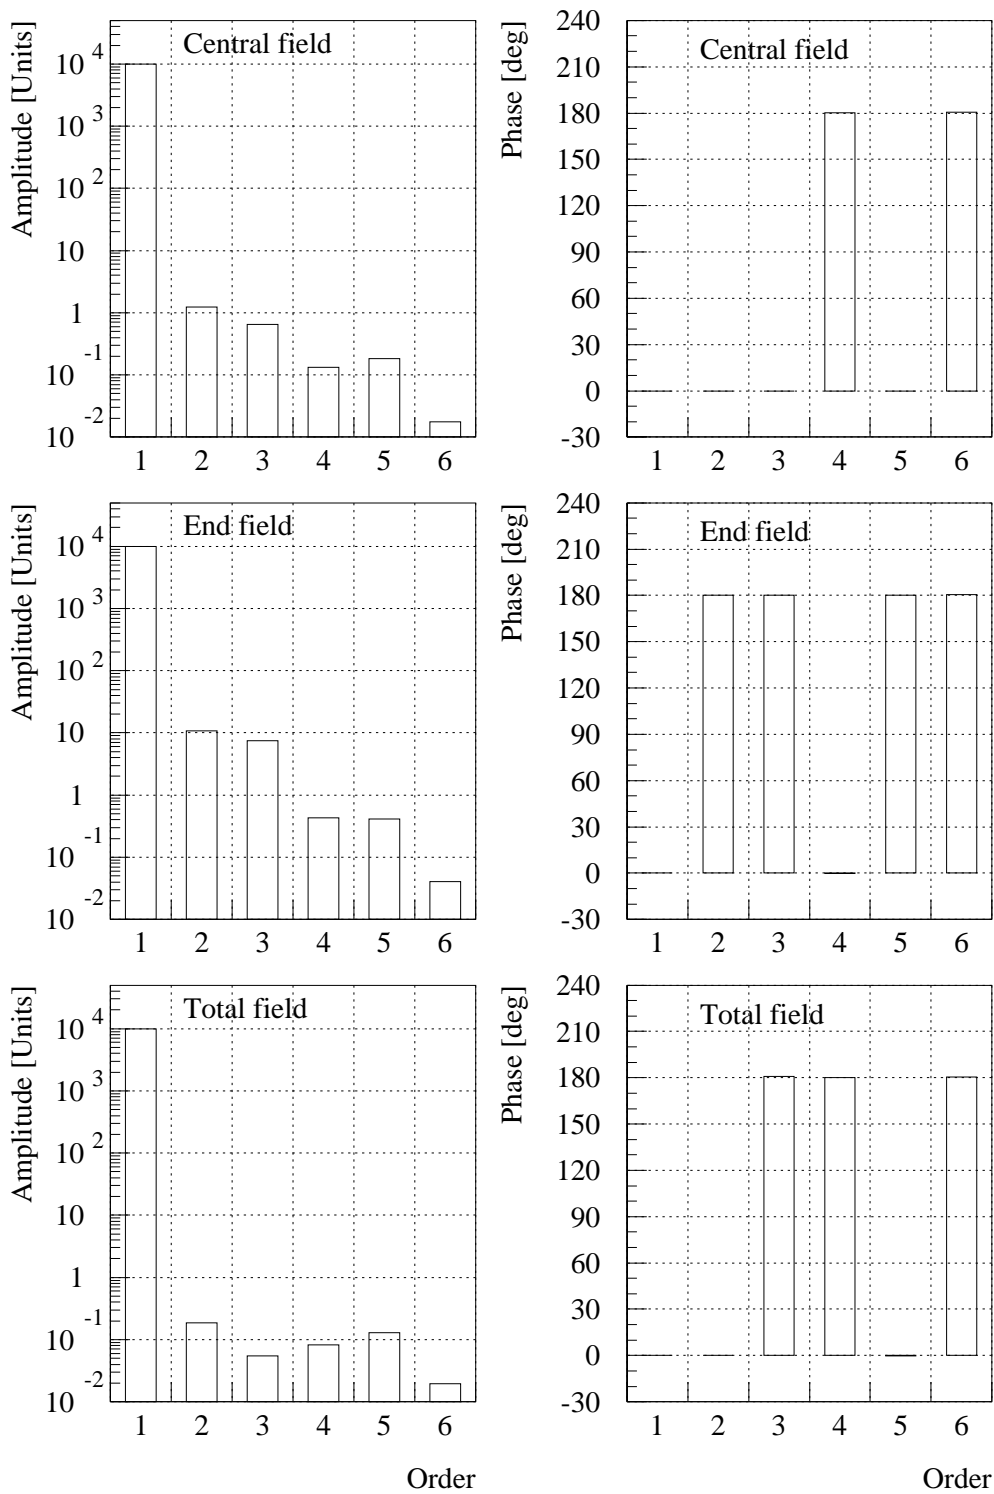 Amplitude [Units]
Central field
10 4
10 3
10 2
10
1
10 -1
10 -2
1 2 3 4 5 6
Phase [deg]
Central field
240
210
180
150
120
90
60
30
0
-30
1 2 3 4 5 6
Amplitude [Units]
End field
10 4
10 3
10 2
10
1
10 -1
10 -2
1 2 3 4 5 6
Phase [deg]
End field
240
210
180
150
120
90
60
30
0
-30
1 2 3 4 5 6
Amplitude [Units]
Total field
10 4
10 3
10 2
10
1
10 -1
10 -2
1 2 3 4 5 6
Order
Phase [deg]
Total field
240
210
180
150
120
90
60
30
0
-30
1 2 3 4 5 6
Order